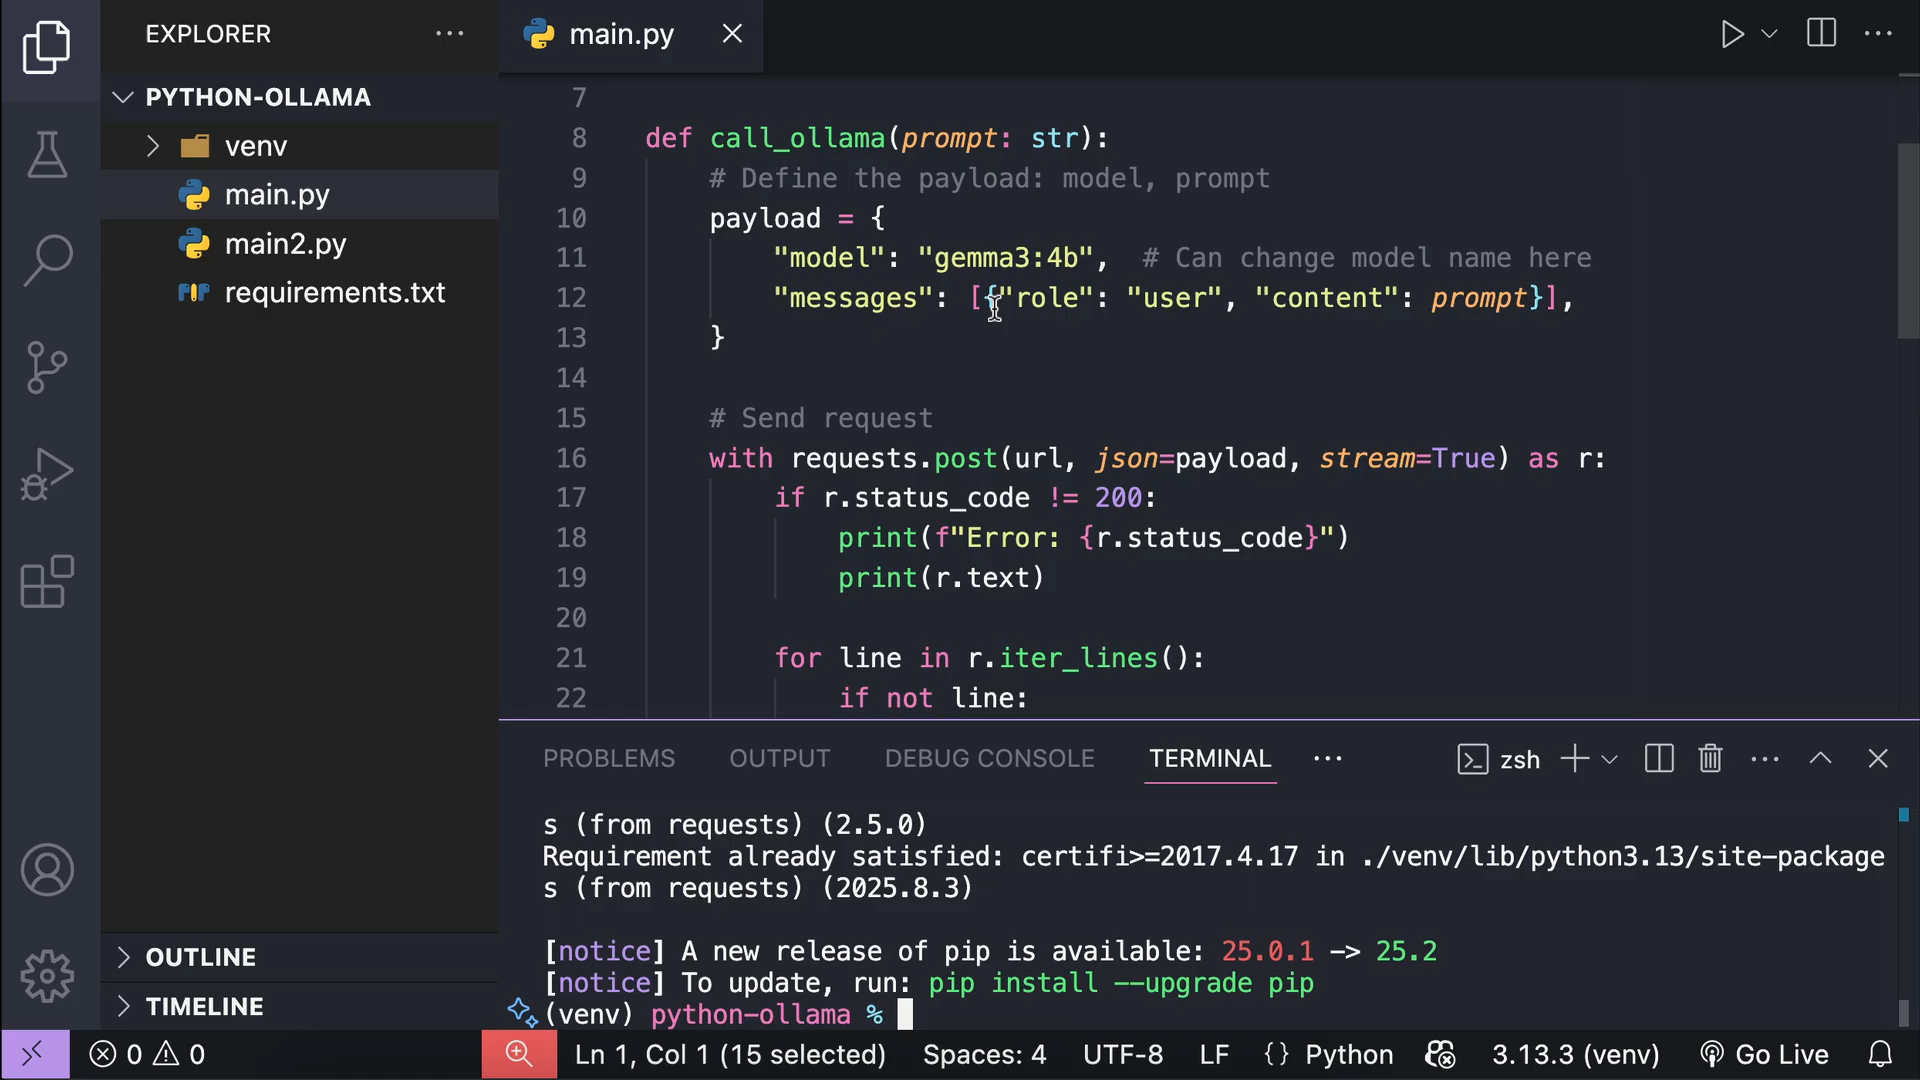 EXPLORER
PYTHON-OLLAMA
venv
main.py
main2.py
requirements.txt
OUTLINE
TIMELINE
main.py
7
8 def call_ollama(prompt: str):
9 # Define the payload: model, prompt
10 payload = {
11 "model": "gemma3:4b", # Can change model name here
12 "messages": [{"role": "user", "content": prompt}],
13 }
14
15 # Send request
16 with requests.post(url, json=payload, stream=True) as r:
17 if r.status_code != 200:
18 print(f"Error: {r.status_code}")
19 print(r.text)
20
21 for line in r.iter_lines():
22 if not line:
PROBLEMS OUTPUT DEBUG CONSOLE TERMINAL zsh
s (from requests) (2.5.0)
Requirement already satisfied: certifi>=2017.4.17 in ./venv/lib/python3.13/site-package
s (from requests) (2025.8.3)
[notice] A new release of pip is available: 25.0.1 -> 25.2
[notice] To update, run: pip install --upgrade pip
(venv) python-ollama %
0 0 Ln 1, Col 1 (15 selected) Spaces: 4 UTF-8 LF {} Python 3.13.3 (venv) Go Live